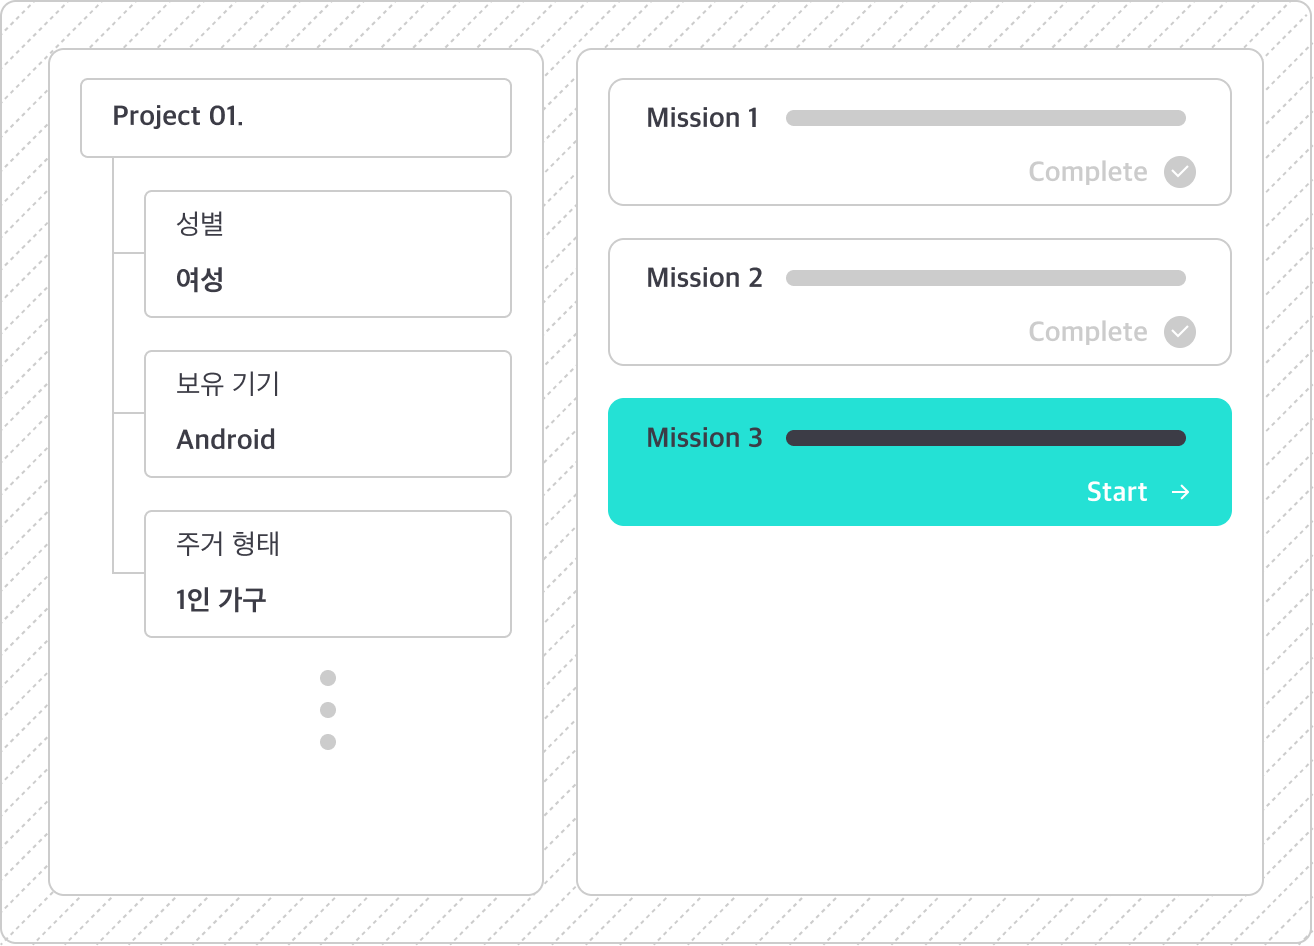 Project 01.
성별
여성
보유 기기
Android
주거 형태
1인 가구
Mission 1
Complete
Mission 2
Complete
Mission 3
Start →